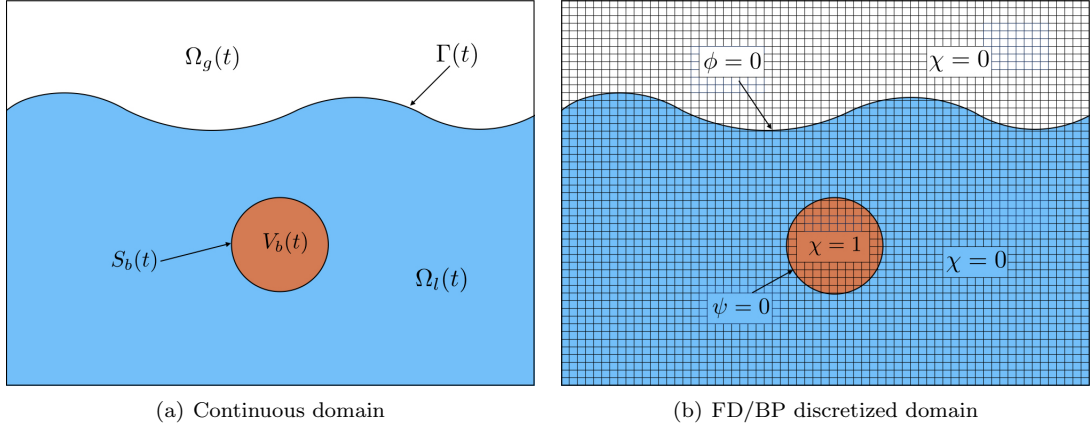 Ω_g(t)
Γ(t)
S_b(t)
V_b(t)
Ω_l(t)
(a) Continuous domain
ϕ = 0
χ = 0
χ = 1
χ = 0
ψ = 0
(b) FD/BP discretized domain